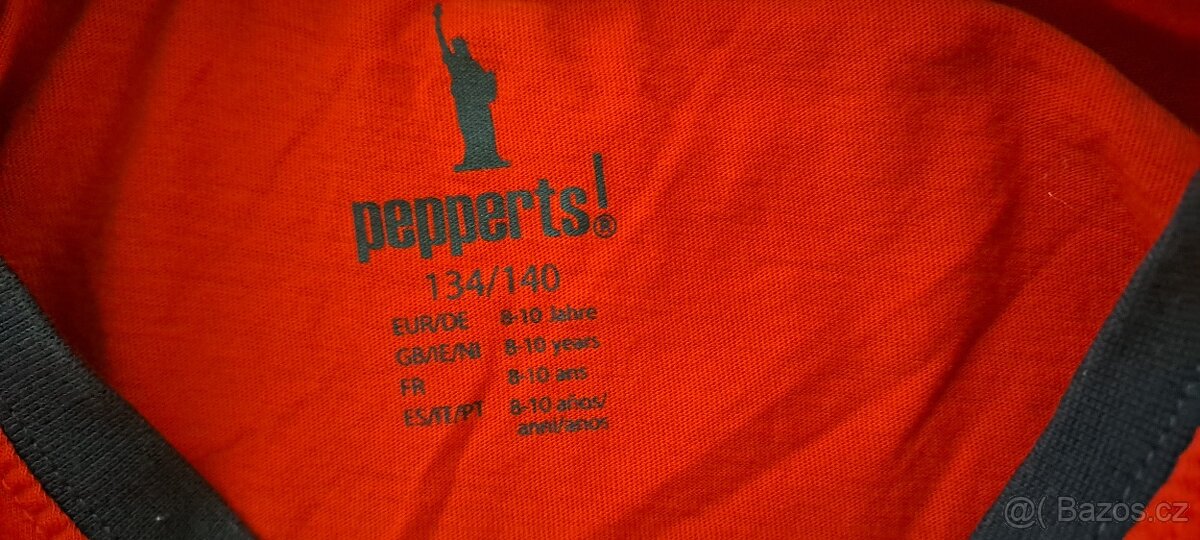 pepperts!®
134/140
EUR/DE 8-10 Jahre
GB/IE/NI 8-10 years
FR 8-10 ans
ES/IT/PT 8-10 años/
anni/anos
@( Bazos.cz